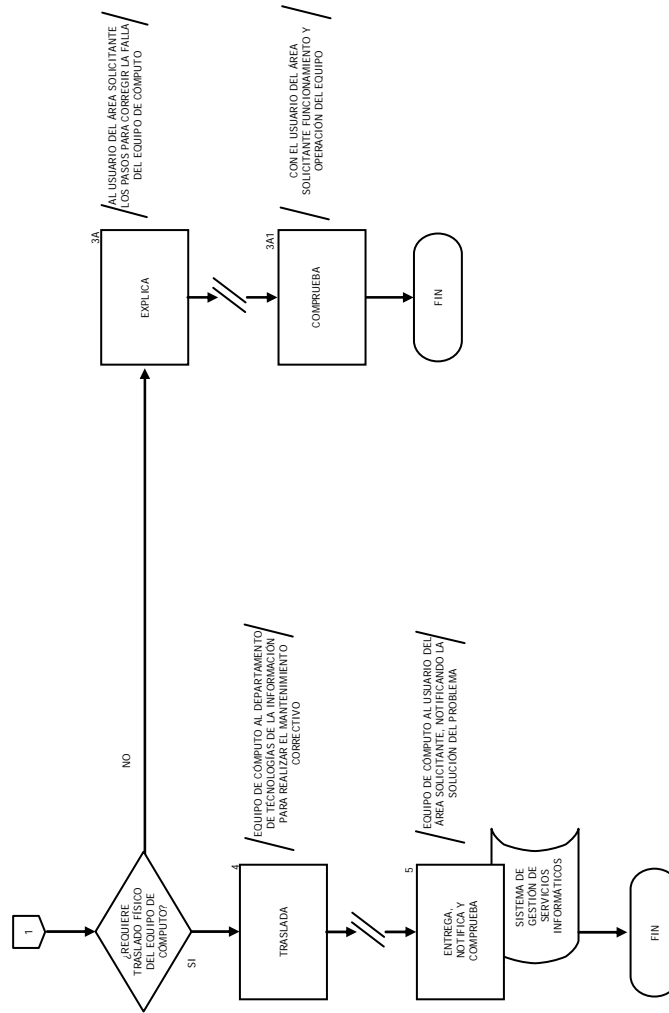 1
¿REQUIERE
TRASLADO FÍSICO
DEL EQUIPO DE
CÓMPUTO?
NO
SI
3A
EXPLICA
AL USUARIO DEL ÁREA SOLICITANTE
LOS PASOS PARA CORREGIR LA FALLA
DEL EQUIPO DE CÓMPUTO
3A1
COMPRUEBA
CON EL USUARIO DEL ÁREA
SOLICITANTE FUNCIONAMIENTO Y
OPERACIÓN DEL EQUIPO
FIN
4
TRASLADA
EQUIPO DE CÓMPUTO AL DEPARTAMENTO
DE TÉCNOLOGÍAS DE LA INFORMACIÓN
PARA REALIZAR EL MANTENIMIENTO
CORRECTIVO
5
ENTREGA,
NOTIFICA Y
COMPRUEBA
EQUIPO DE CÓMPUTO AL USUARIO DEL
ÁREA SOLICITANTE, NOTIFICANDO LA
SOLUCIÓN DEL PROBLEMA
SISTEMA DE
GESTIÓN DE
SERVICIOS
INFORMÁTICOS
FIN